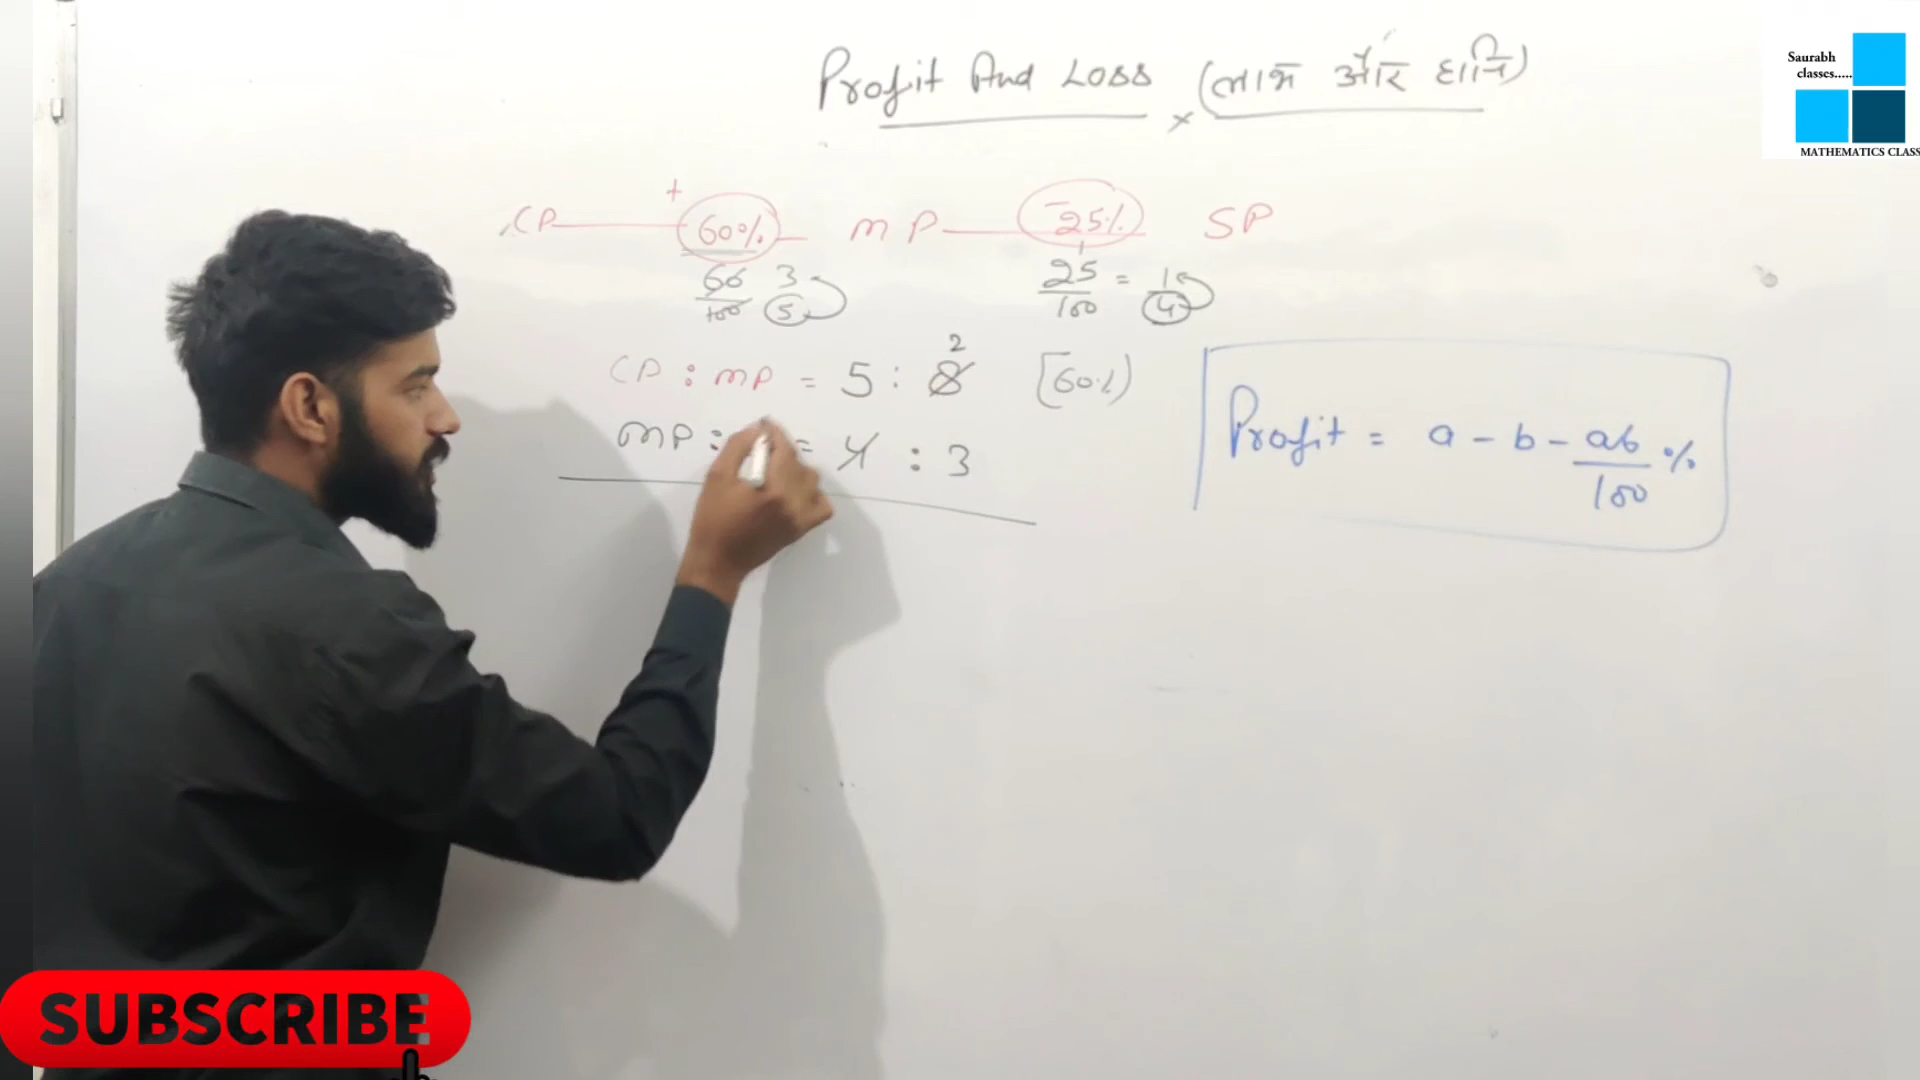 Profit And Loss (लाभ और हानि)
Saurabh
classes.....
MATHEMATICS CLASS
×
+
CP 60% MP -25% SP
60 3 25 = 1
100 5 100 4
2
CP : MP = 5 : 8 [60%)
MP : = 4 : 3
Profit = a - b - ab %
100
SUBSCRIBE